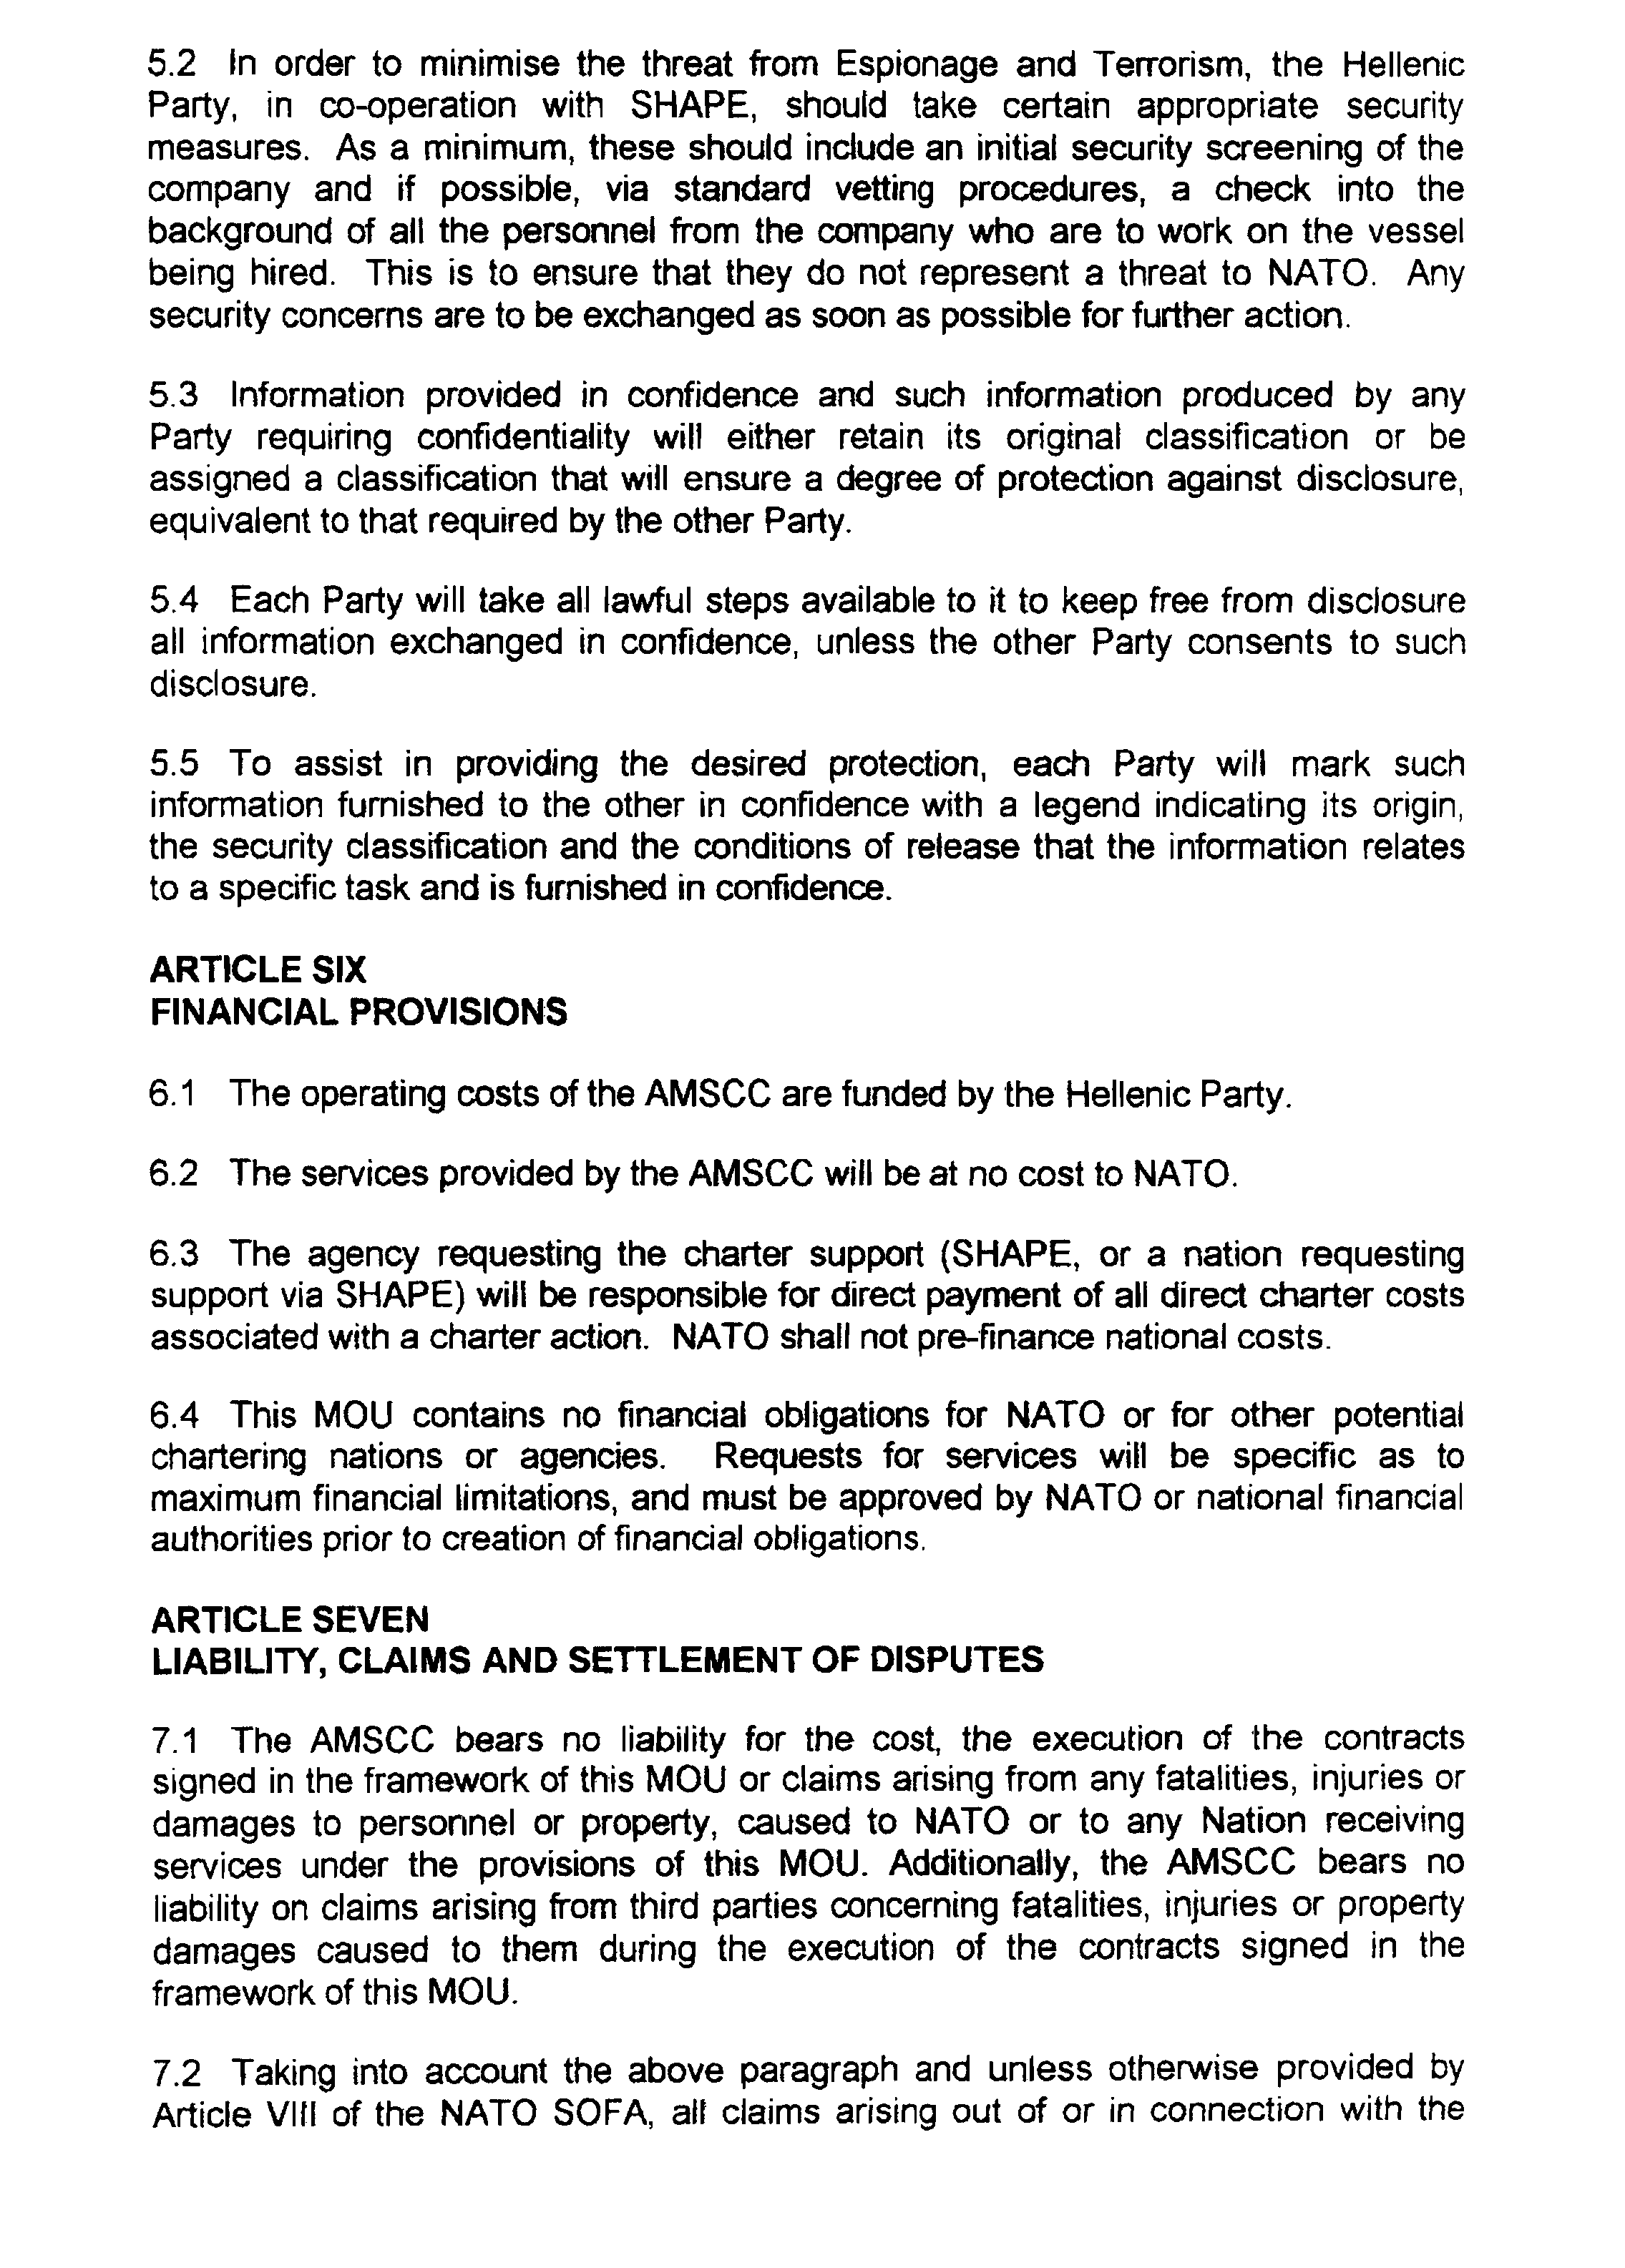 5.2 In order to minimise the threat from Espionage and Terrorism, the Hellenic
Party, in co-operation with SHAPE, should take certain appropriate security
measures. As a minimum, these should include an initial security screening of the
company and if possible, via standard vetting procedures, a check into the
background of all the personnel from the company who are to work on the vessel
being hired. This is to ensure that they do not represent a threat to NATO. Any
security concerns are to be exchanged as soon as possible for further action.
5.3 Information provided in confidence and such information produced by any
Party requiring confidentiality will either retain its original classification or be
assigned a classification that will ensure a degree of protection against disclosure,
equivalent to that required by the other Party.
5.4 Each Party will take all lawful steps available to it to keep free from disclosure
all information exchanged in confidence, unless the other Party consents to such
disclosure.
5.5 To assist in providing the desired protection, each Party will mark such
information furnished to the other in confidence with a legend indicating its origin,
the security classification and the conditions of release that the information relates
to a specific task and is furnished in confidence.
ARTICLE SIX
FINANCIAL PROVISIONS
6.1 The operating costs of the AMSCC are funded by the Hellenic Party.
6.2 The services provided by the AMSCC will be at no cost to NATO.
6.3 The agency requesting the charter support (SHAPE, or a nation requesting
support via SHAPE) will be responsible for direct payment of all direct charter costs
associated with a charter action. NATO shall not pre-finance national costs.
6.4 This MOU contains no financial obligations for NATO or for other potential
chartering nations or agencies. Requests for services will be specific as to
maximum financial limitations, and must be approved by NATO or national financial
authorities prior to creation of financial obligations.
ARTICLE SEVEN
LIABILITY, CLAIMS AND SETTLEMENT OF DISPUTES
7.1 The AMSCC bears no liability for the cost, the execution of the contracts
signed in the framework of this MOU or claims arising from any fatalities, injuries or
damages to personnel or property, caused to NATO or to any Nation receiving
services under the provisions of this MOU. Additionally, the AMSCC bears no
liability on claims arising from third parties concerning fatalities, injuries or property
damages caused to them during the execution of the contracts signed in the
framework of this MOU.
7.2 Taking into account the above paragraph and unless otherwise provided by
Article VIII of the NATO SOFA, all claims arising out of or in connection with the